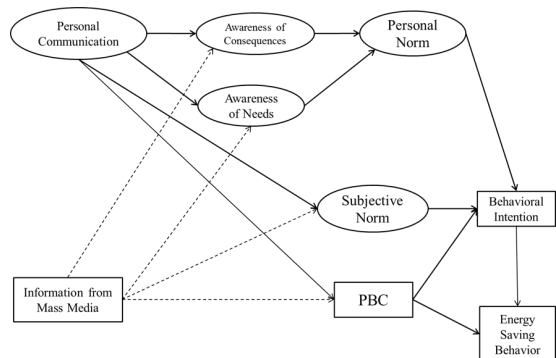 Personal
Communication
Awareness of
Consequences
Personal
Norm
Awareness
of Needs
Subjective
Norm
Behavioral
Intention
Information from
Mass Media
PBC
Energy
Saving
Behavior